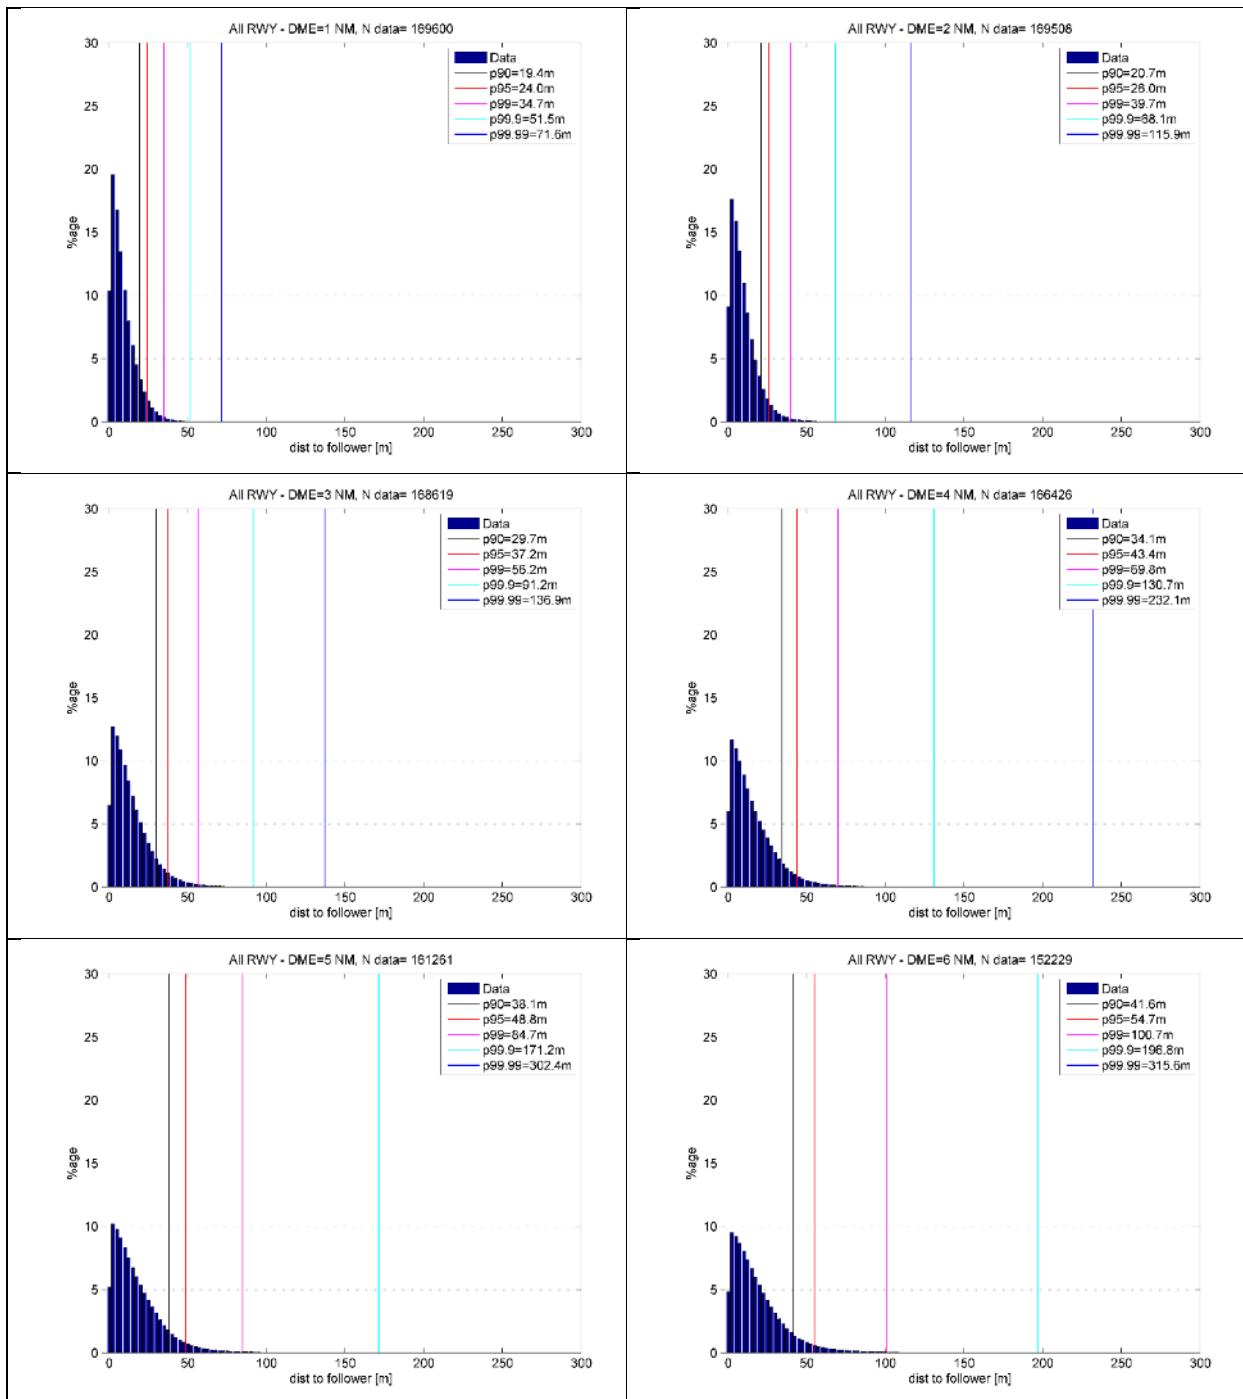 All RWY - DME=1 NM, N data= 169600
30
25
20
15
10
5
0
%age
Data
p90=19.4m
p95=24.0m
p99=34.7m
p99.9=51.5m
p99.99=71.6m
0 50 100 150 200 250 300
dist to follower [m]
All RWY - DME=2 NM, N data= 169508
30
25
20
15
10
5
0
%age
Data
p90=20.7m
p95=26.0m
p99=39.7m
p99.9=68.1m
p99.99=115.9m
0 50 100 150 200 250 300
dist to follower [m]
All RWY - DME=3 NM, N data= 168619
30
25
20
15
10
5
0
%age
Data
p90=29.7m
p95=37.2m
p99=56.2m
p99.9=91.2m
p99.99=136.9m
0 50 100 150 200 250 300
dist to follower [m]
All RWY - DME=4 NM, N data= 166426
30
25
20
15
10
5
0
%age
Data
p90=34.1m
p95=43.4m
p99=69.8m
p99.9=130.7m
p99.99=232.1m
0 50 100 150 200 250 300
dist to follower [m]
All RWY - DME=5 NM, N data= 161261
30
25
20
15
10
5
0
%age
Data
p90=38.1m
p95=48.8m
p99=84.7m
p99.9=171.2m
p99.99=302.4m
0 50 100 150 200 250 300
dist to follower [m]
All RWY - DME=6 NM, N data= 152229
30
25
20
15
10
5
0
%age
Data
p90=41.6m
p95=54.7m
p99=100.7m
p99.9=196.8m
p99.99=315.6m
0 50 100 150 200 250 300
dist to follower [m]